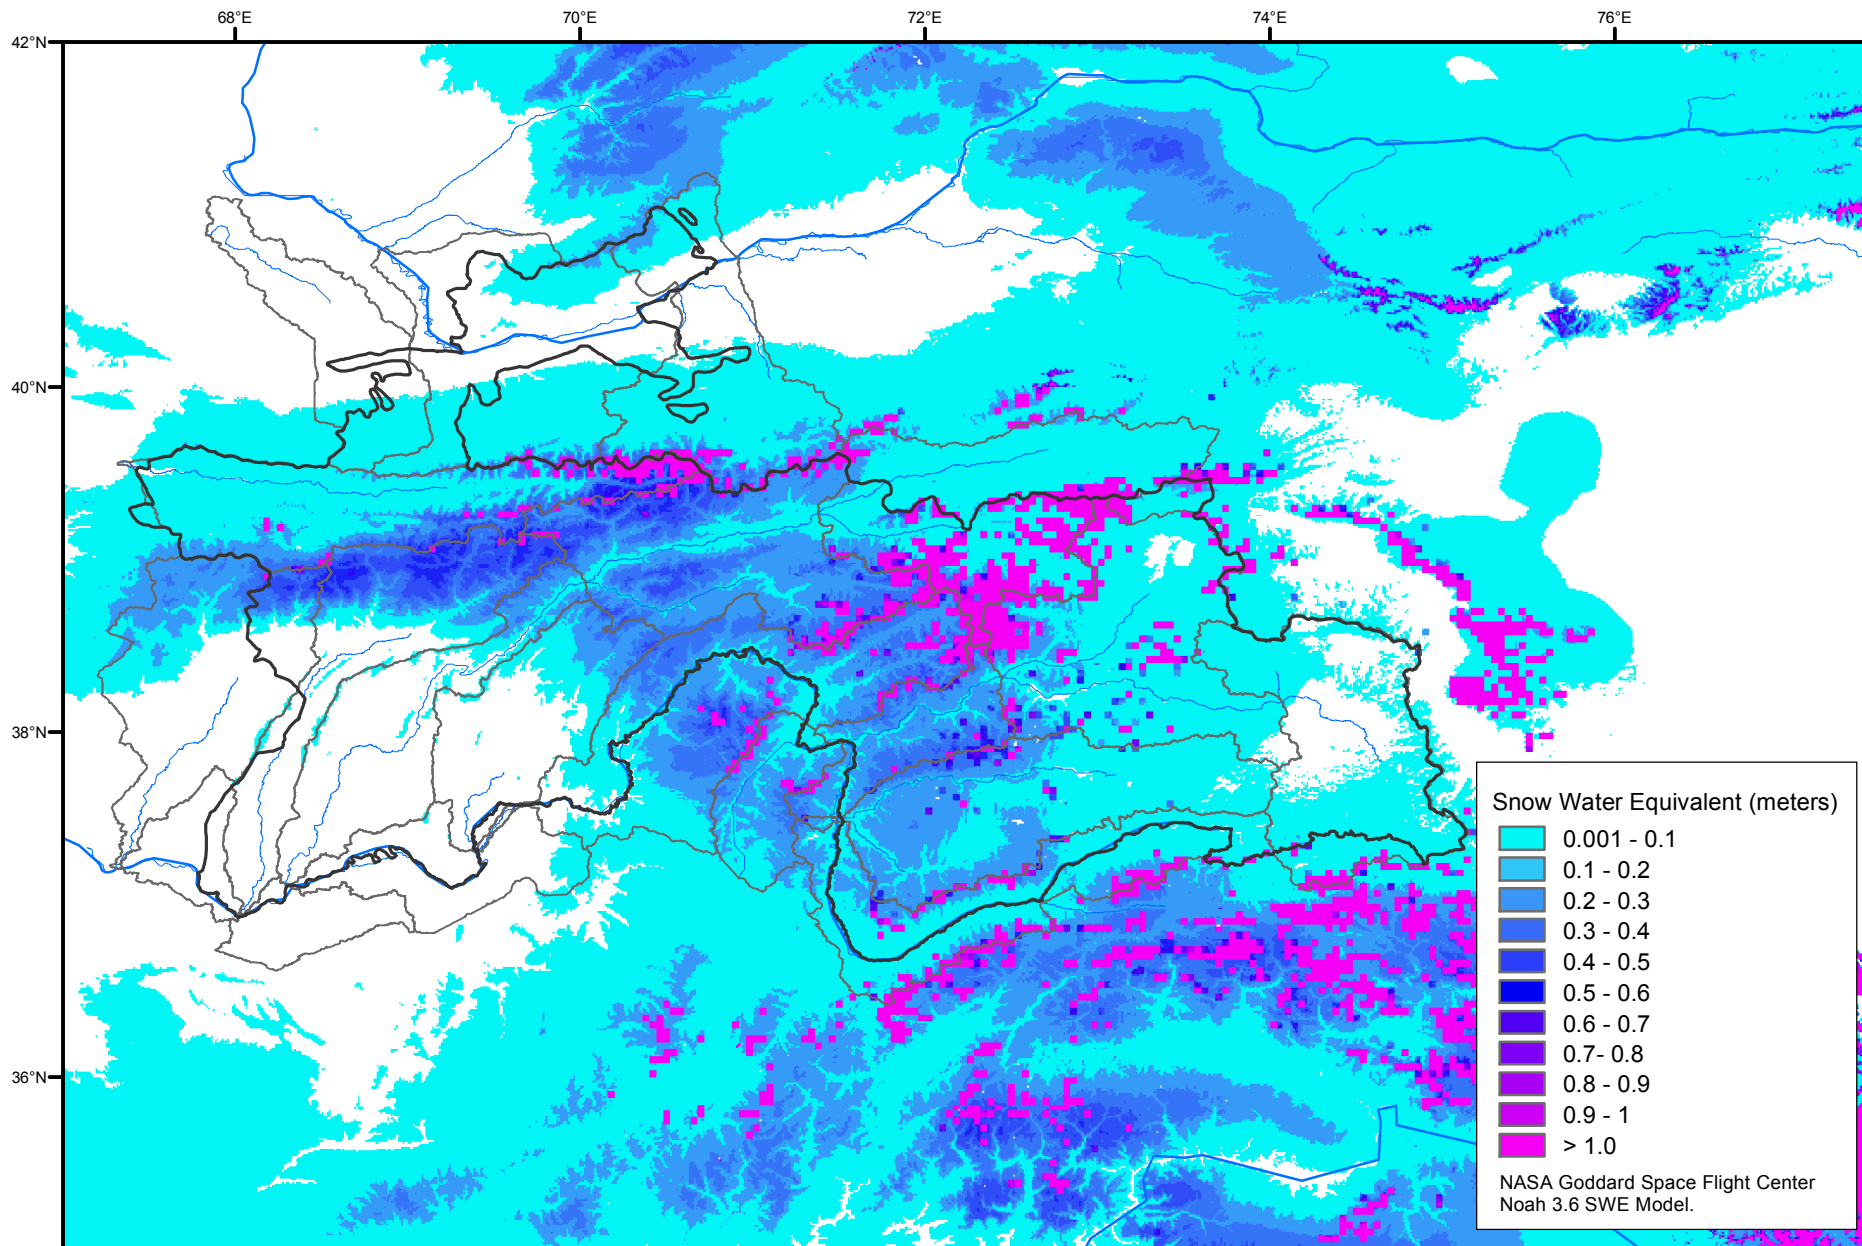 68°E 70°E 72°E 74°E 76°E
42°N
40°N
38°N
36°N
Snow Water Equivalent (meters)
0.001 - 0.1
0.1 - 0.2
0.2 - 0.3
0.3 - 0.4
0.4 - 0.5
0.5 - 0.6
0.6 - 0.7
0.7- 0.8
0.8 - 0.9
0.9 - 1
> 1.0
NASA Goddard Space Flight Center
Noah 3.6 SWE Model.